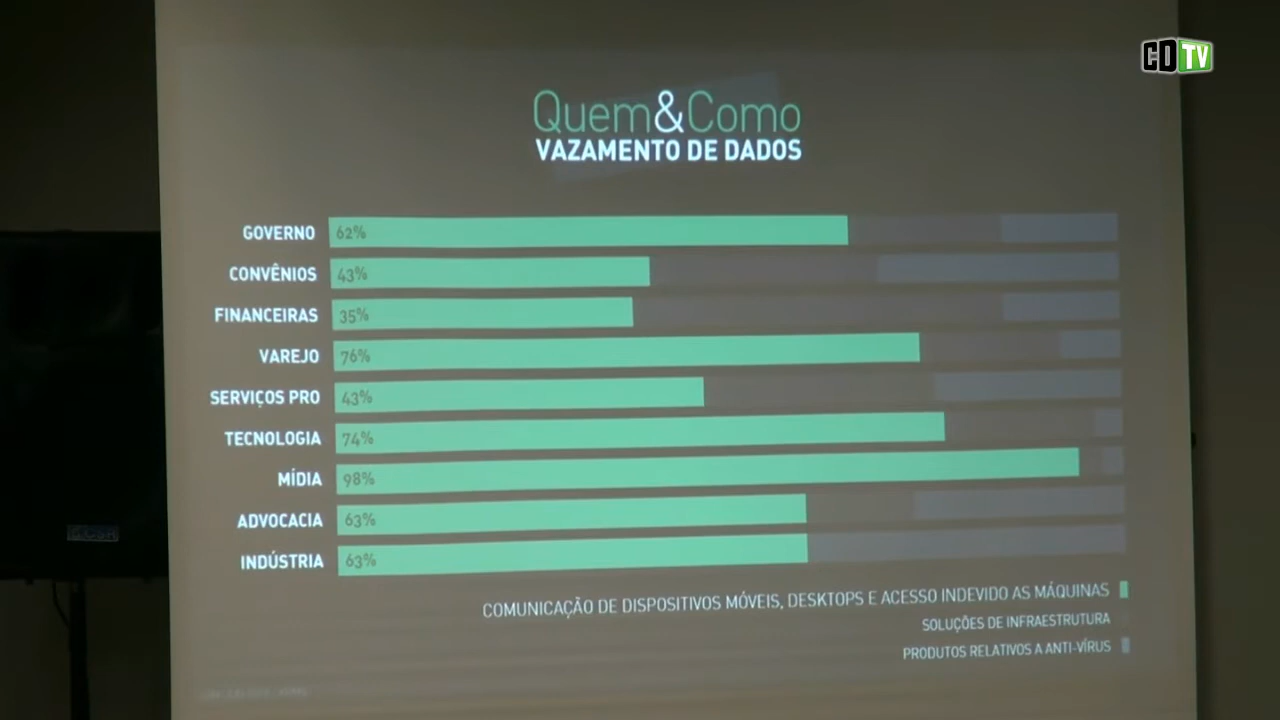 CDTV
Quem&Como
VAZAMENTO DE DADOS
GOVERNO 62%
CONVÊNIOS 43%
FINANCEIRAS 35%
VAREJO 76%
SERVIÇOS PRO 43%
TECNOLOGIA 74%
MÍDIA 98%
ADVOCACIA 63%
INDÚSTRIA 63%
COMUNICAÇÃO DE DISPOSITIVOS MÓVEIS, DESKTOPS E ACESSO INDEVIDO AS MÁQUINAS
SOLUÇÕES DE INFRAESTRUTURA
PRODUTOS RELATIVOS A ANTI-VÍRUS